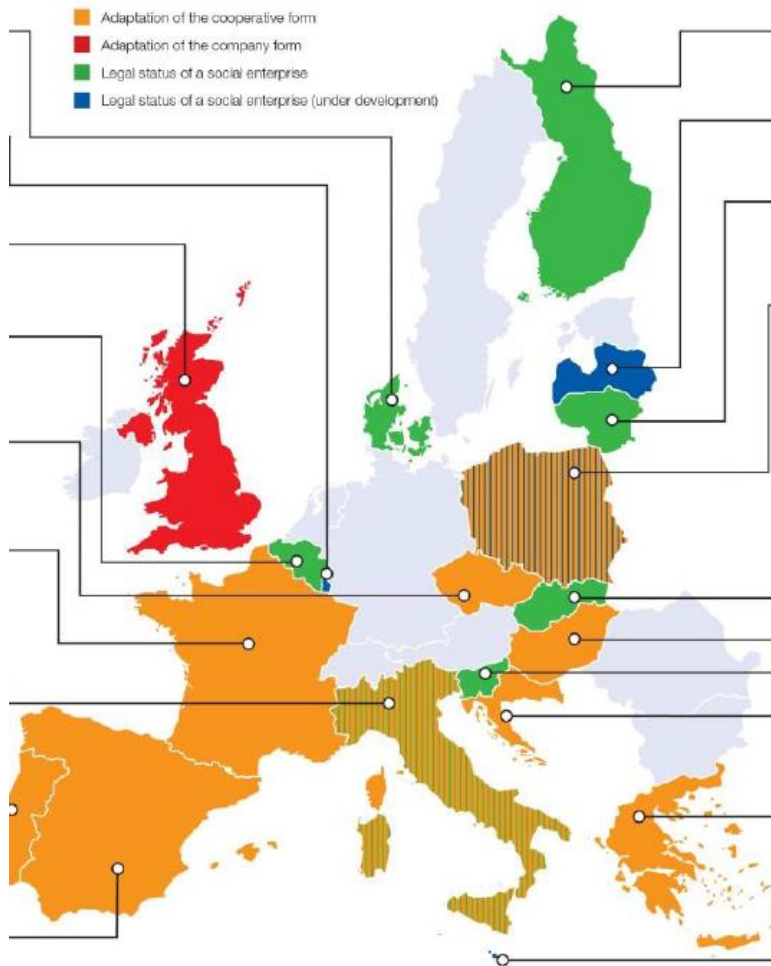 Adaptation of the cooperative form
Adaptation of the company form
Legal status of a social enterprise
Legal status of a social enterprise (under development)